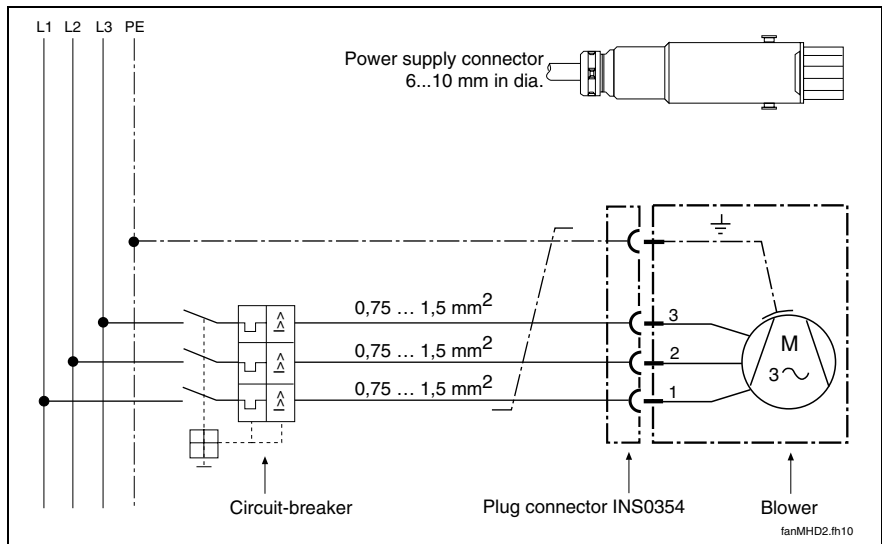 L1 L2 L3 PE
Power supply connector
6...10 mm in dia.
0,75 ... 1,5 mm²
3
0,75 ... 1,5 mm²
2
M
3
0,75 ... 1,5 mm²
1
Circuit-breaker
Plug connector INS0354
Blower
fanMHD2.fh10